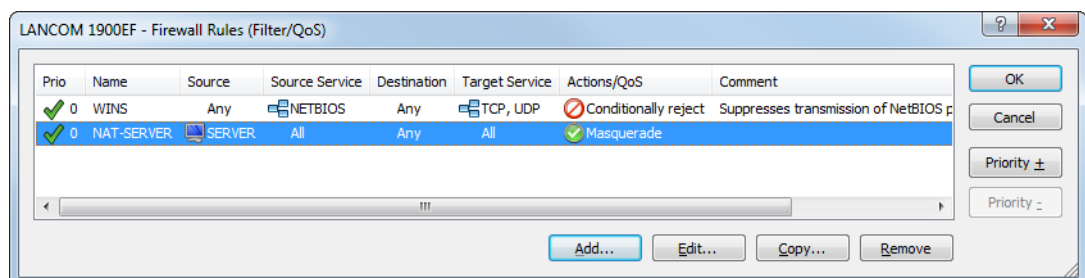 LANCOM 1900EF - Firewall Rules (Filter/QoS)
Prio Name Source Source Service Destination Target Service Actions/QoS Comment
0 WINS Any NETBIOS Any TCP, UDP Conditionally reject Suppresses transmission of NetBIOS p
0 NAT-SERVER SERVER All Any All Masquerade
OK
Cancel
Priority +
Priority -
Add... Edit... Copy... Remove